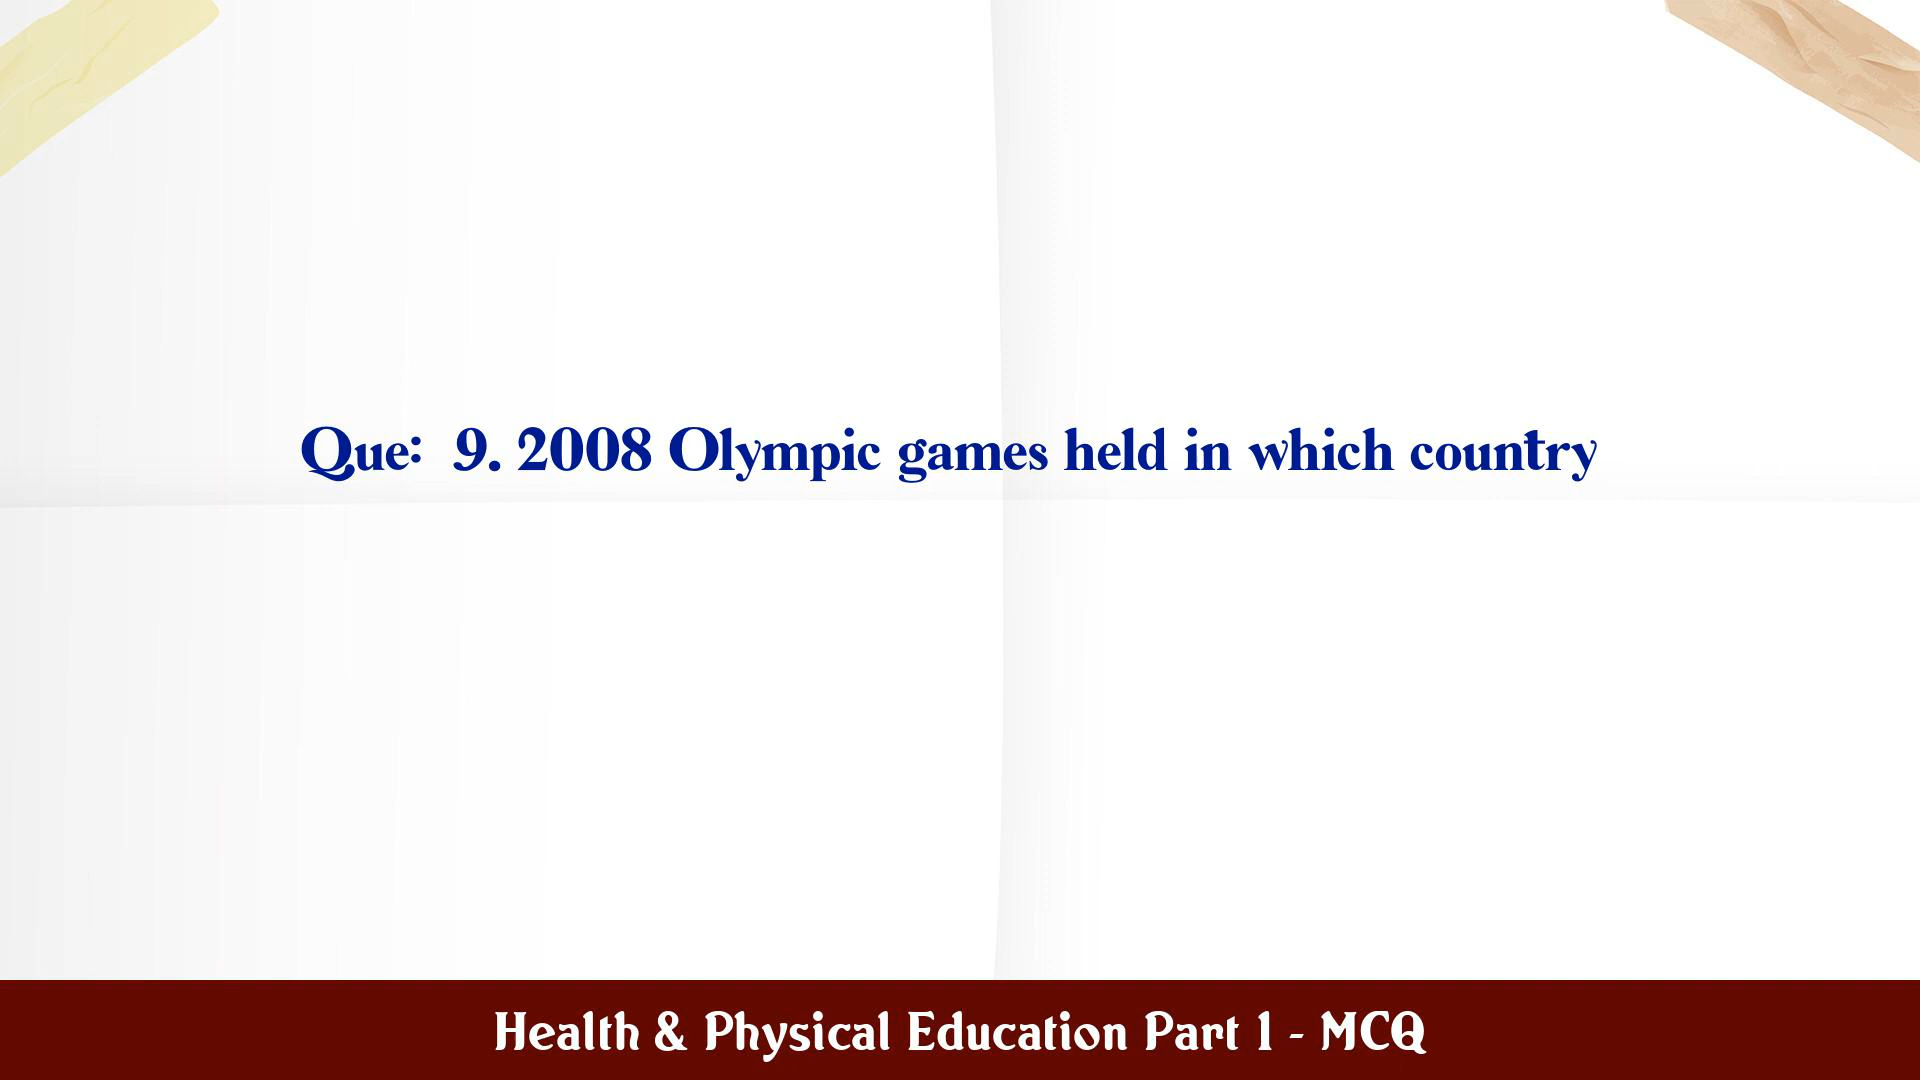 Que:  9. 2008 Olympic games held in which country
Health & Physical Education Part 1 - MCQ